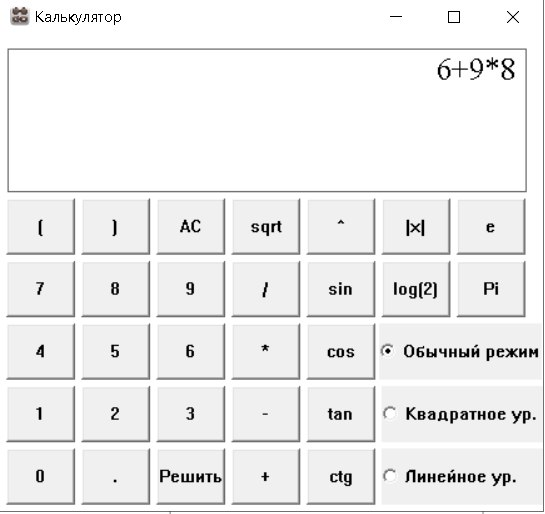 Калькулятор
6+9*8
( ) AC sqrt ^ |x| e
7 8 9 / sin log(2) Pi
4 5 6 * cos Обычный режим
1 2 3 - tan Квадратное ур.
0 . Решить + ctg Линейное ур.